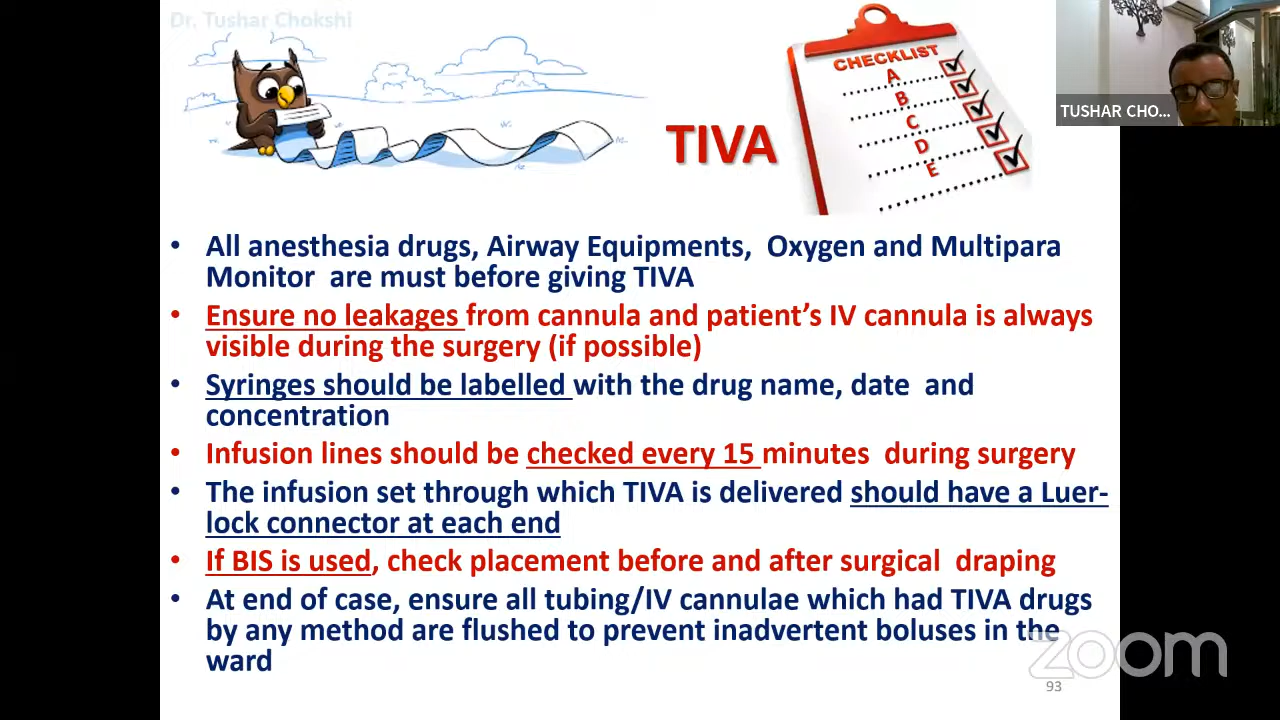 Dr. Tushar Chokshi
CHECKLIST
A
B
C
D
E
TUSHAR CHO...
TIVA
• All anesthesia drugs, Airway Equipments, Oxygen and Multipara
Monitor are must before giving TIVA
• Ensure no leakages from cannula and patient’s IV cannula is always
visible during the surgery (if possible)
• Syringes should be labelled with the drug name, date and
concentration
• Infusion lines should be checked every 15 minutes during surgery
• The infusion set through which TIVA is delivered should have a Luer-
lock connector at each end
• If BIS is used, check placement before and after surgical draping
• At end of case, ensure all tubing/IV cannulae which had TIVA drugs
by any method are flushed to prevent inadvertent boluses in the
ward
zoom
93